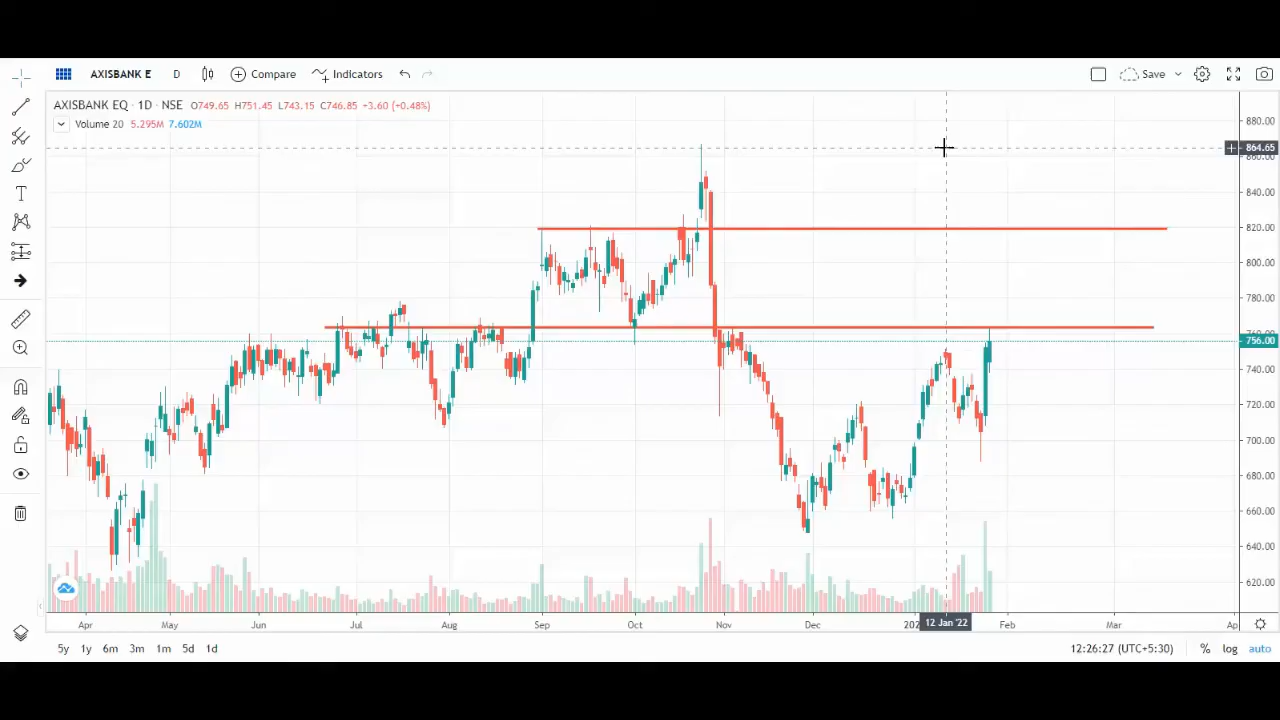 AXISBANK E D Compare Indicators Save
AXISBANK EQ · 1D · NSE O749.65 H751.45 L743.15 C746.85 +3.60 (+0.48%)
Volume 20 5.295M 7.602M
880.00
864.65
860.00
840.00
820.00
800.00
780.00
760.00
756.00
740.00
720.00
700.00
680.00
660.00
640.00
620.00
Apr May Jun Jul Aug Sep Oct Nov Dec 12 Jan '22 Feb Mar
5y 1y 6m 3m 1m 5d 1d 12:26:27 (UTC+5:30) % log auto
T